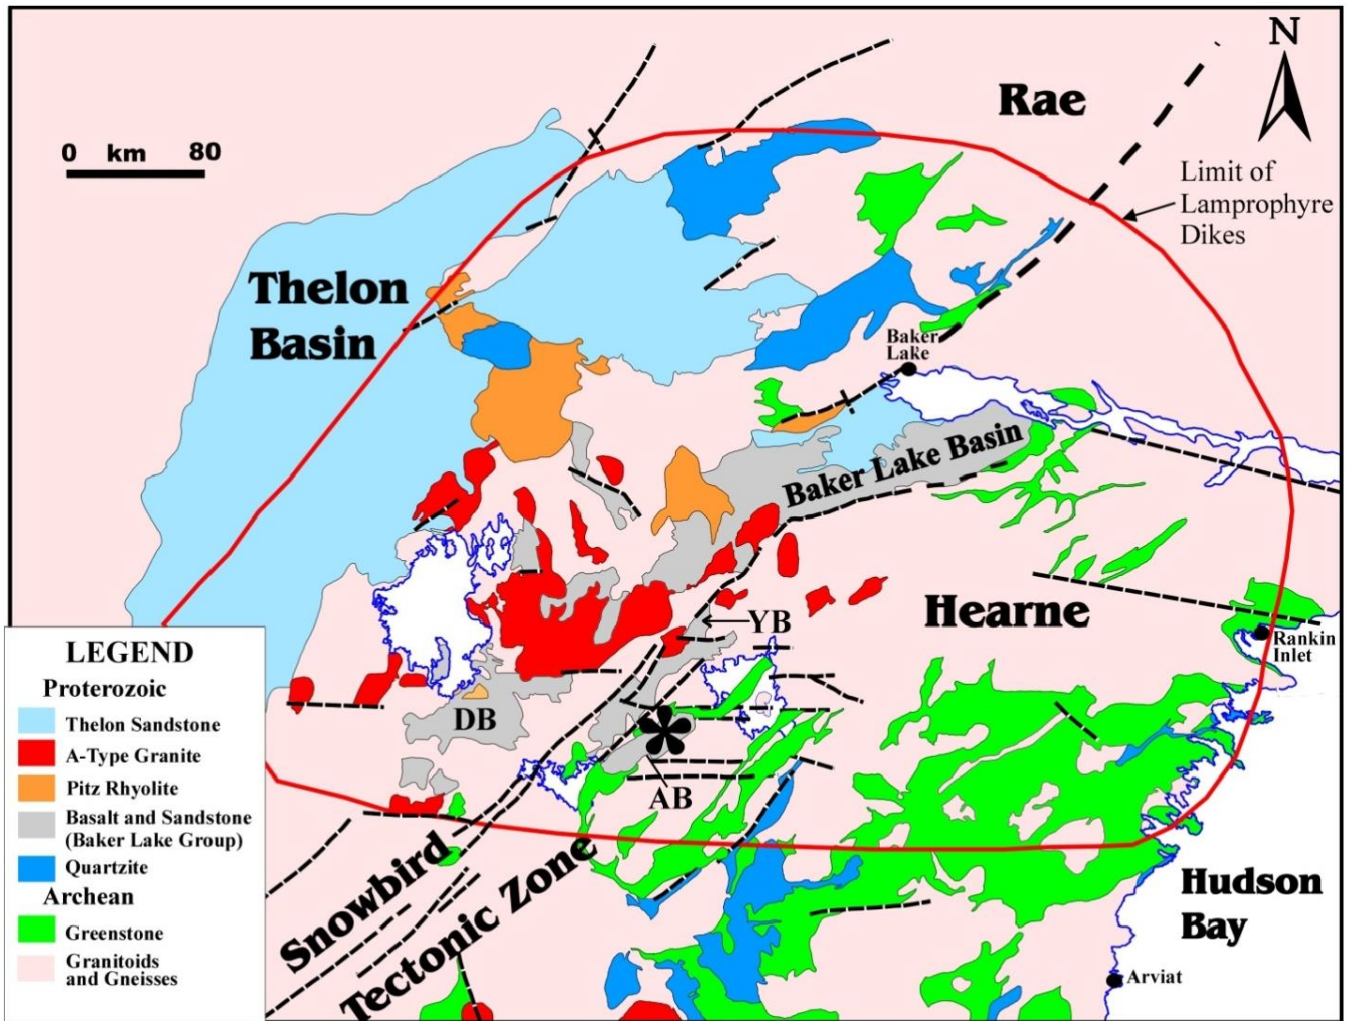 N
Rae
0 km 80
Limit of
Lamprophyre
Dikes
Thelon
Basin
Baker
Lake
Baker Lake Basin
Hearne
YB
Rankin
Inlet
DB
AB
Snowbird
Tectonic Zone
Hudson
Bay
Arviat
LEGEND
Proterozoic
Thelon Sandstone
A-Type Granite
Pitz Rhyolite
Basalt and Sandstone
(Baker Lake Group)
Quartzite
Archean
Greenstone
Granitoids
and Gneisses